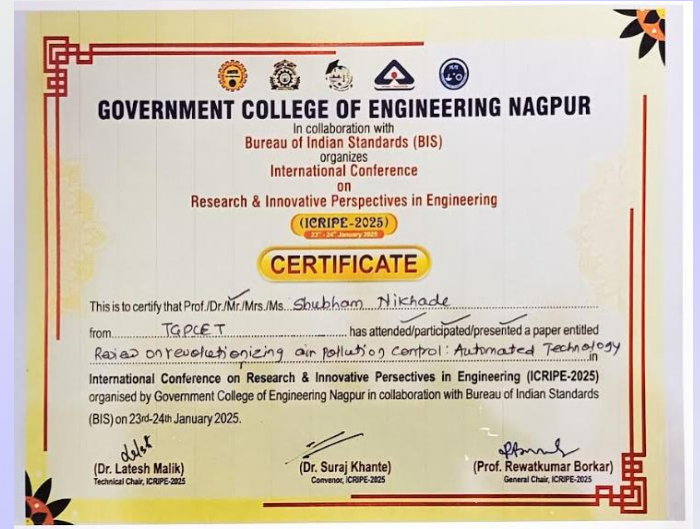 GOVERNMENT COLLEGE OF ENGINEERING NAGPUR
In collaboration with
Bureau of Indian Standards (BIS)
organizes
International Conference
on
Research & Innovative Perspectives in Engineering
(ICRIPE-2025)
23rd - 24th January 2025
CERTIFICATE
This is to certify that Prof./Dr./Mr./Mrs./Ms. Shubham Nikhade
from TGPCET has attended/participated/presented a paper entitled
on revolutionizing air Pollution Control : Automated Technology in
International Conference on Research & Innovative Persectives in Engineering (ICRIPE-2025)
organised by Government College of Engineering Nagpur in collaboration with Bureau of Indian Standards
(BIS) on 23rd-24th January 2025.
(Dr. Latesh Malik) (Dr. Suraj Khante) (Prof. Rewatkumar Borkar)
Technical Chair, ICRIPE-2025 Convenor, ICRIPE-2025 General Chair, ICRIPE-2025